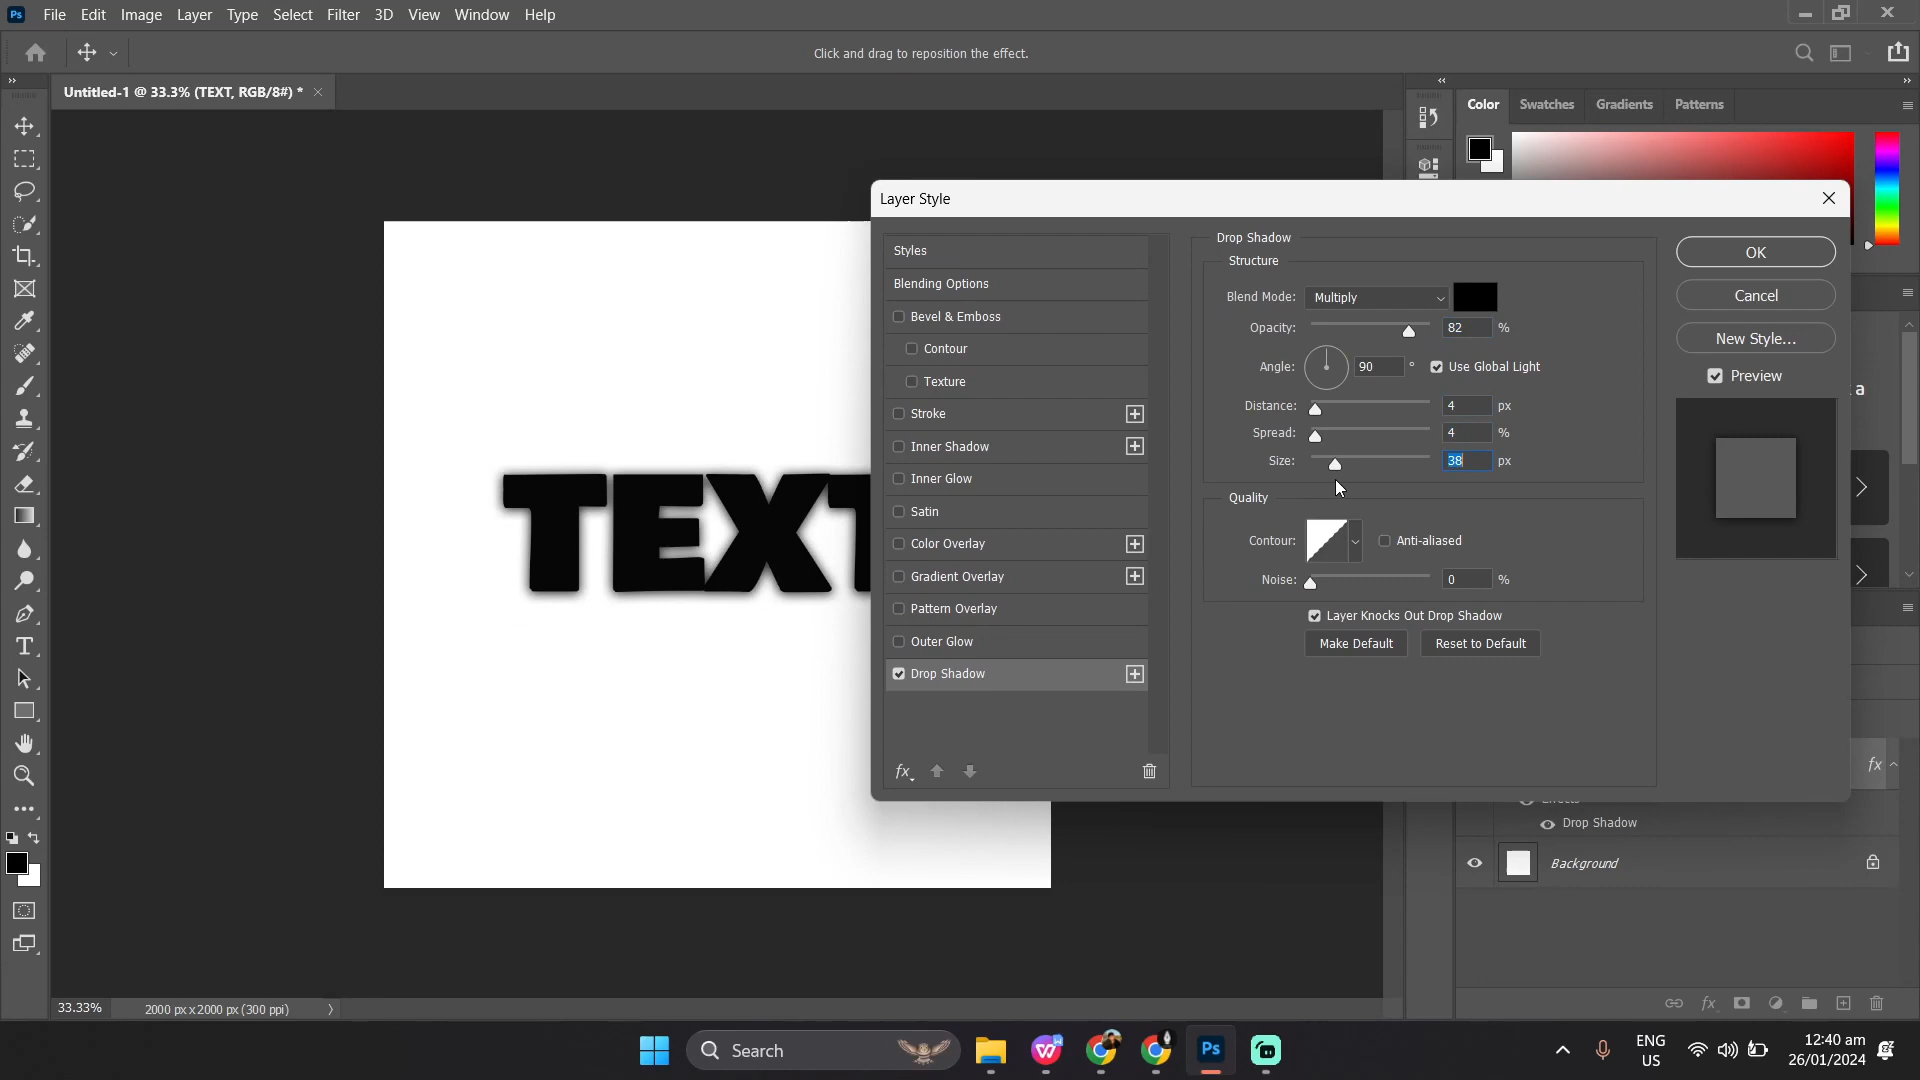 Ps File Edit Image Layer Type Select Filter 3D View Window Help
Click and drag to reposition the effect.
Untitled-1 @ 33.3% (TEXT, RGB/8#) *
Color Swatches Gradients Patterns
Layer Style
Styles
Blending Options
Bevel & Emboss
Contour
Texture
Stroke
Inner Shadow
Inner Glow
Satin
Color Overlay
Gradient Overlay
Pattern Overlay
Outer Glow
Drop Shadow
fx
Drop Shadow
Structure
Blend Mode: Multiply
Opacity: 82 %
Angle: 90 ° Use Global Light
Distance: 4 px
Spread: 4 %
Size: 38 px
Quality
Contour: Anti-aliased
Noise: 0 %
Layer Knocks Out Drop Shadow
Make Default Reset to Default
OK
Cancel
New Style...
Preview
a
TEXT
fx
Effects
Drop Shadow
Background
fx
33.33% 2000 px x 2000 px (300 ppi)
Search
Ps
ENG
US
12:40 am
26/01/2024